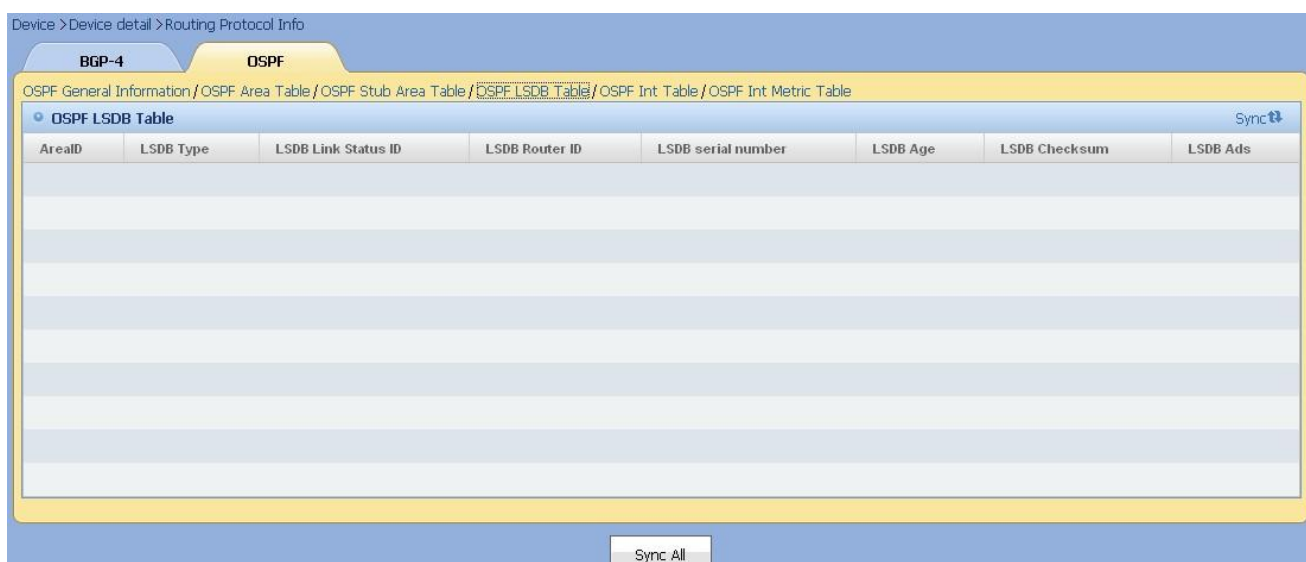 Device >Device detail >Routing Protocol Info
BGP-4 OSPF
OSPF General Information / OSPF Area Table / OSPF Stub Area Table / OSPF LSDB Table / OSPF Int Table / OSPF Int Metric Table
OSPF LSDB Table Sync
AreaID LSDB Type LSDB Link Status ID LSDB Router ID LSDB serial number LSDB Age LSDB Checksum LSDB Ads
Sync All